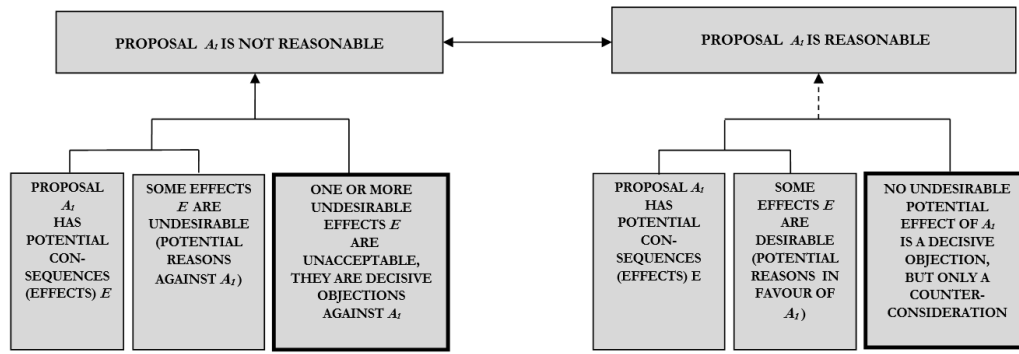 PROPOSAL A1 IS NOT REASONABLE
PROPOSAL A1 IS REASONABLE
PROPOSAL
A1
HAS
POTENTIAL
CON-
SEQUENCES
(EFFECTS) E
SOME EFFECTS
E ARE
UNDESIRABLE
(POTENTIAL
REASONS
AGAINST A1)
ONE OR MORE
UNDESIRABLE
EFFECTS E
ARE
UNACCEPTABLE,
THEY ARE DECISIVE
OBJECTIONS
AGAINST A1
PROPOSAL A1
HAS
POTENTIAL
CON-
SEQUENCES
(EFFECTS) E
SOME
EFFECTS E
ARE
DESIRABLE
(POTENTIAL
REASONS IN
FAVOUR OF
A1)
NO UNDESIRABLE
POTENTIAL
EFFECT OF A1
IS A DECISIVE
OBJECTION,
BUT ONLY A
COUNTER-
CONSIDERATION